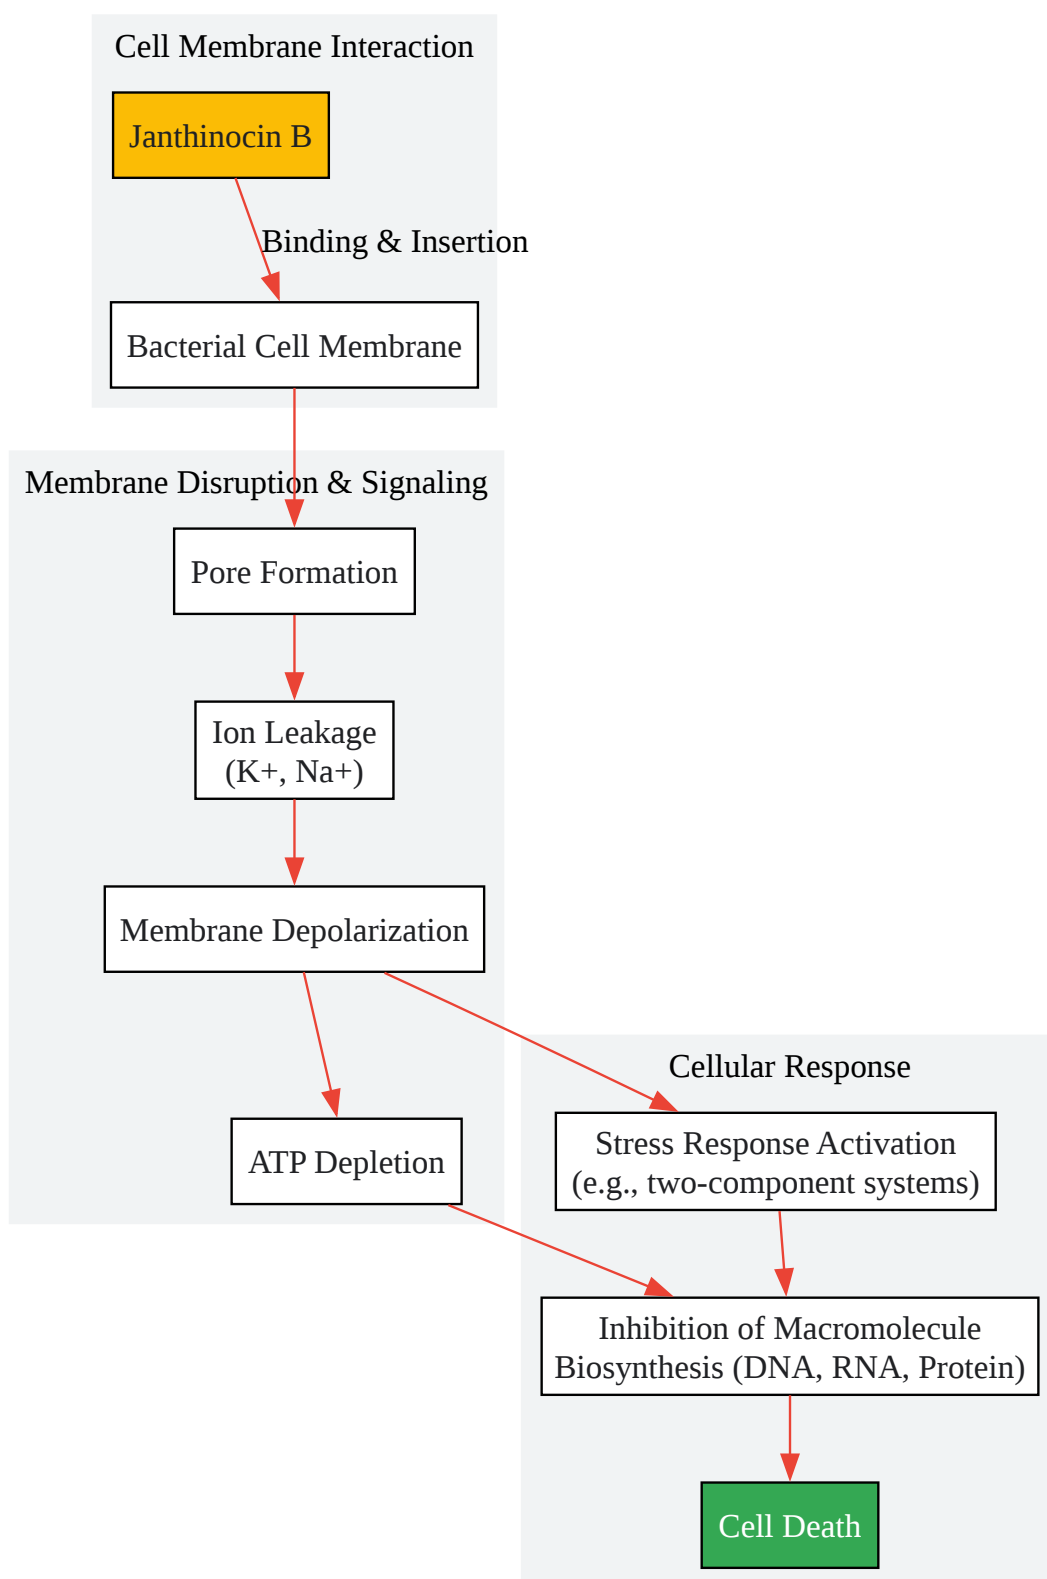 Cell Membrane Interaction
Janthinocin B
Binding & Insertion
Bacterial Cell Membrane
Membrane Disruption & Signaling
Pore Formation
Ion Leakage
(K+, Na+)
Membrane Depolarization
ATP Depletion
Cellular Response
Stress Response Activation
(e.g., two-component systems)
Inhibition of Macromolecule
Biosynthesis (DNA, RNA, Protein)
Cell Death